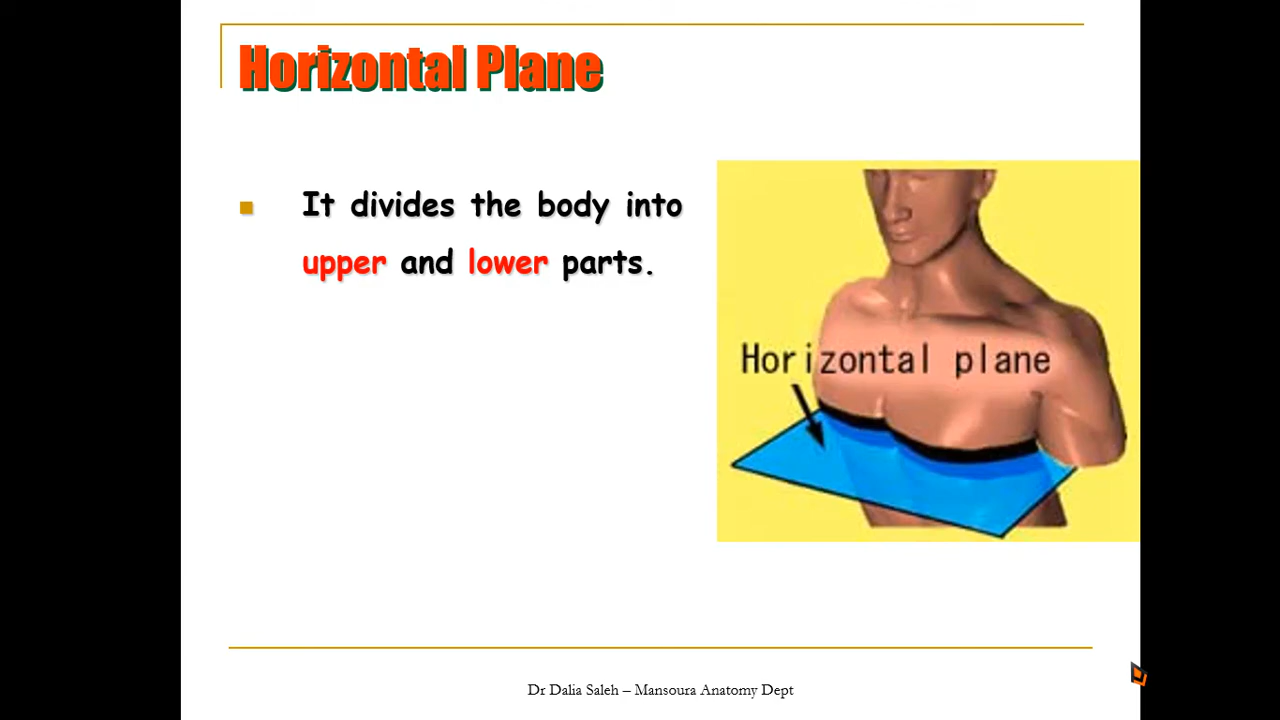 Horizontal Plane
It divides the body into
upper and lower parts.
Horizontal plane
Dr Dalia Saleh – Mansoura Anatomy Dept